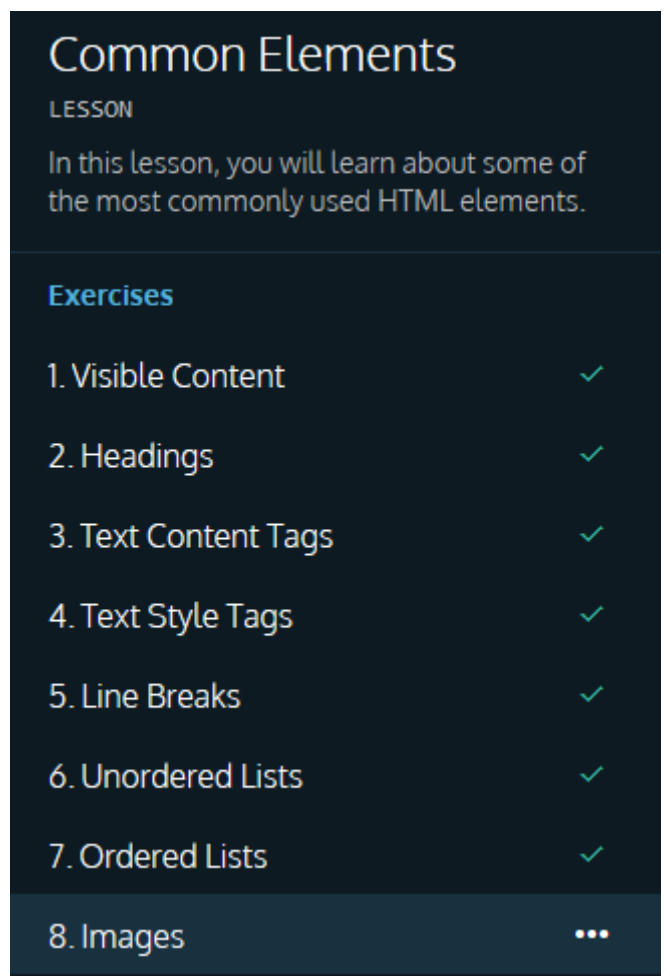 Common Elements
LESSON
In this lesson, you will learn about some of
the most commonly used HTML elements.
Exercises
1. Visible Content
2. Headings
3. Text Content Tags
4. Text Style Tags
5. Line Breaks
6. Unordered Lists
7. Ordered Lists
8. Images